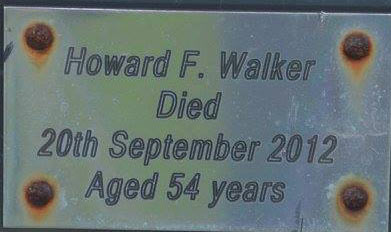 Howard F. Walker
Died
20th September 2012
Aged 54 years